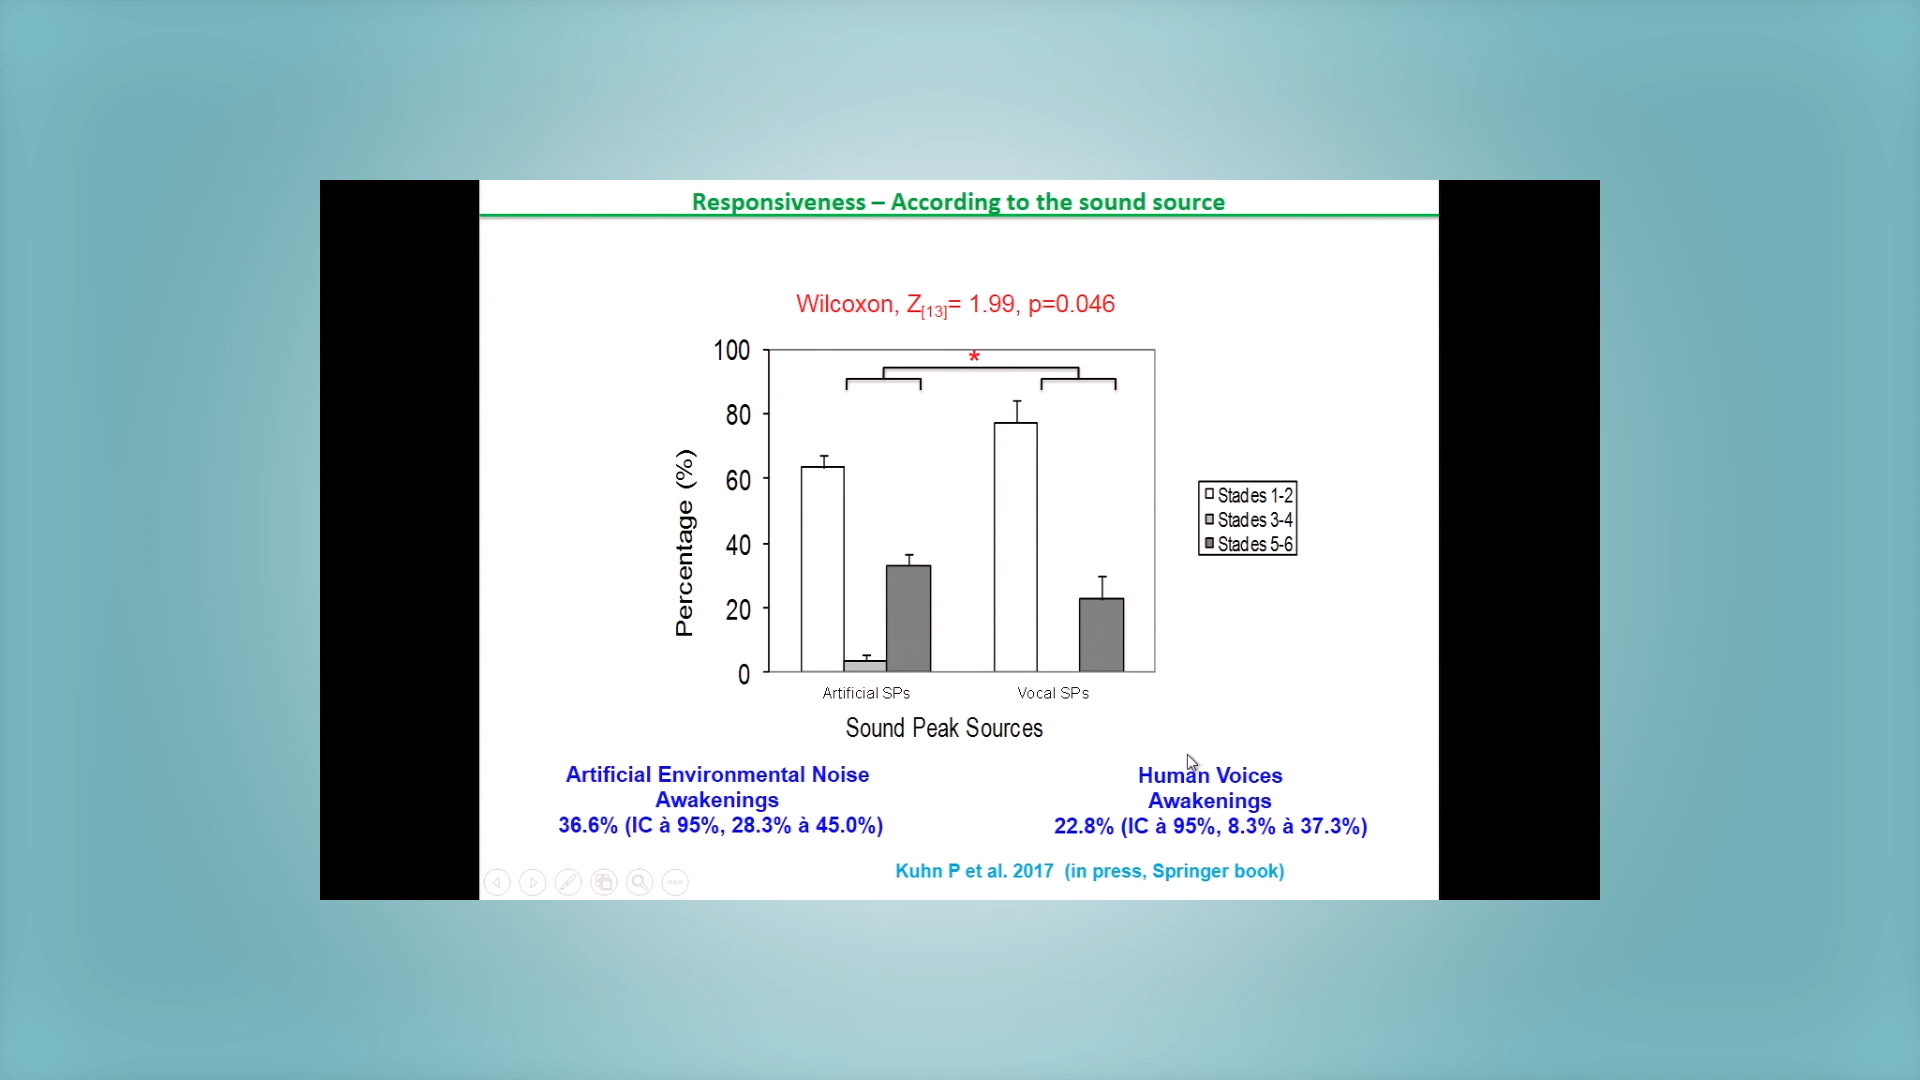 Responsiveness – According to the sound source
Wilcoxon, Z[13]= 1.99, p=0.046
*
100
80
60
40
20
0
Percentage (%)
Stades 1-2
Stades 3-4
Stades 5-6
Artificial SPs
Vocal SPs
Sound Peak Sources
Artificial Environmental Noise
Awakenings
36.6% (IC à 95%, 28.3% à 45.0%)
Human Voices
Awakenings
22.8% (IC à 95%, 8.3% à 37.3%)
Kuhn P et al. 2017 (in press, Springer book)